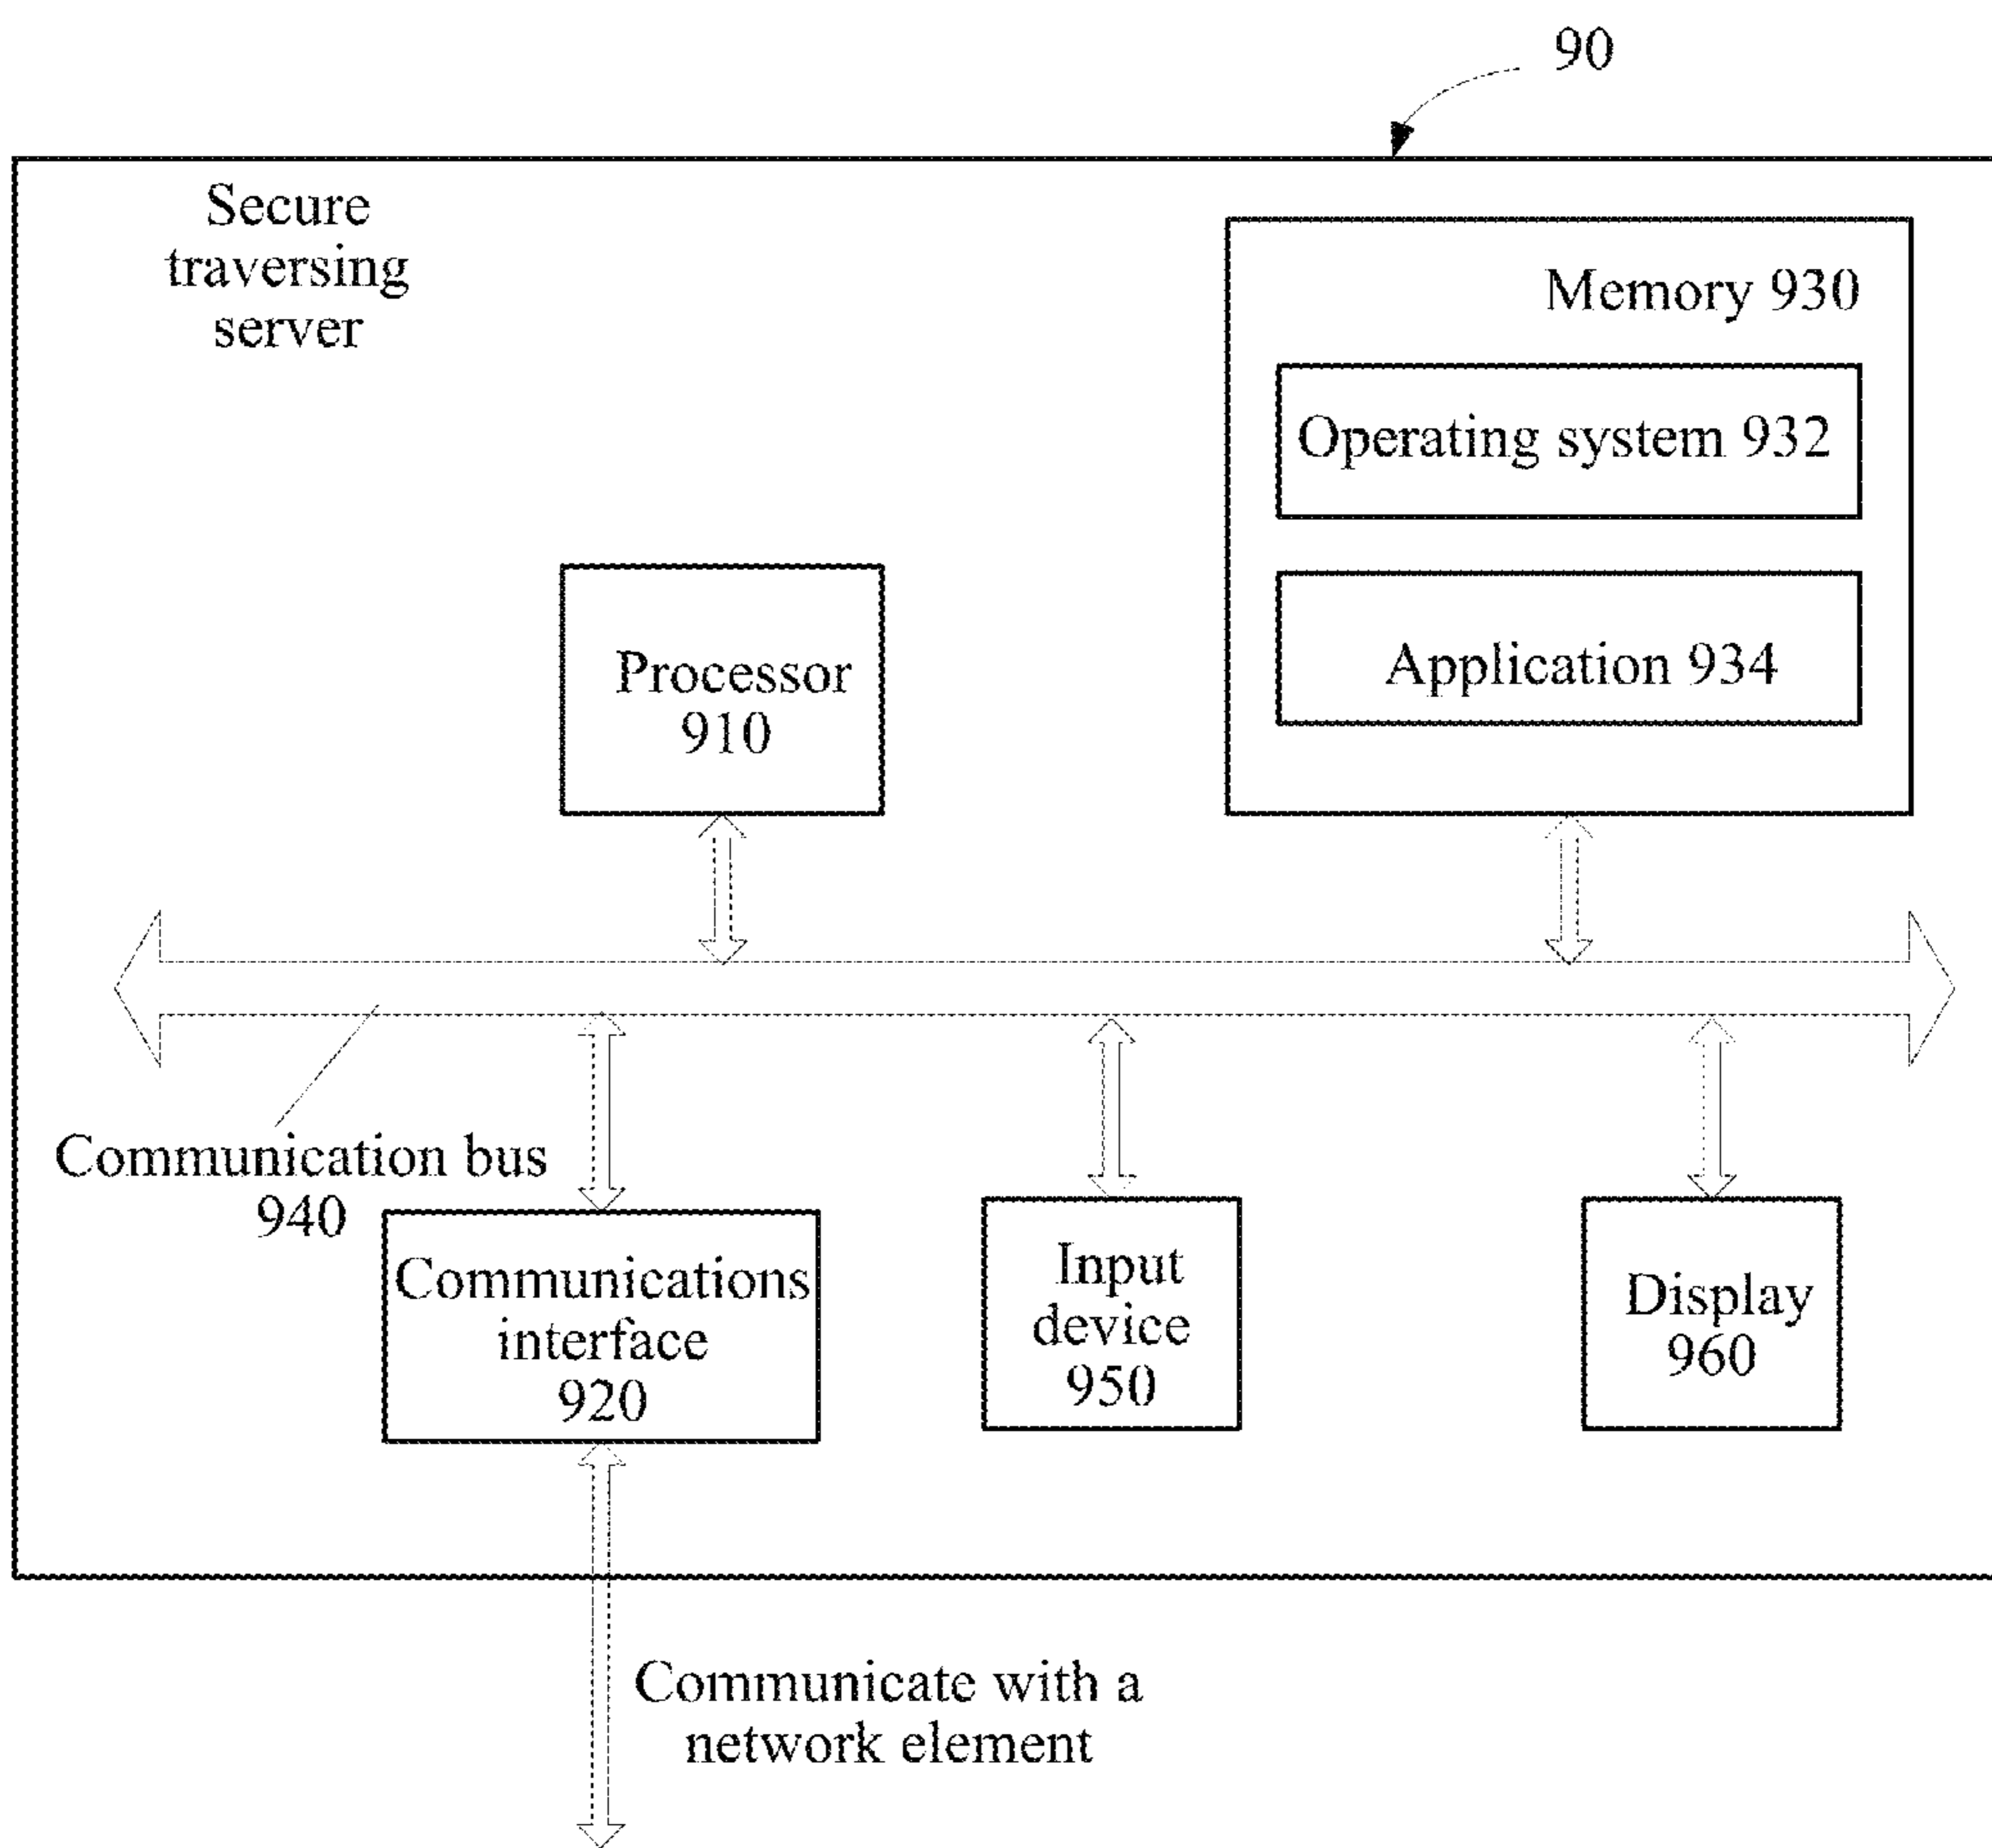 90
Secure
traversing
server
Memory 930
Operating system 932
Application 934
Processor
910
Communication bus
940
Communications
interface
920
Input
device
950
Display
960
Communicate with a
network element